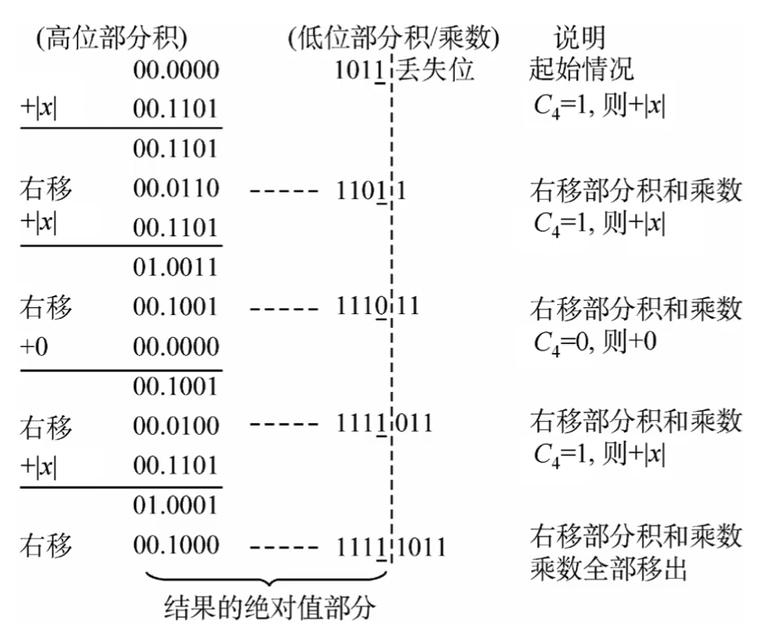 (高位部分积) (低位部分积/乘数) 说明
00.0000 1011 丢失位 起始情况
+|x| 00.1101 C₄=1, 则+|x|
00.1101
右移 00.0110 ----- 1101 1 右移部分积和乘数
+|x| 00.1101 C₄=1, 则+|x|
01.0011
右移 00.1001 ----- 1110 11 右移部分积和乘数
+0 00.0000 C₄=0, 则+0
00.1001
右移 00.0100 ----- 1111 011 右移部分积和乘数
+|x| 00.1101 C₄=1, 则+|x|
01.0001
右移 00.1000 ----- 1111 1011 右移部分积和乘数
乘数全部移出
结果的绝对值部分